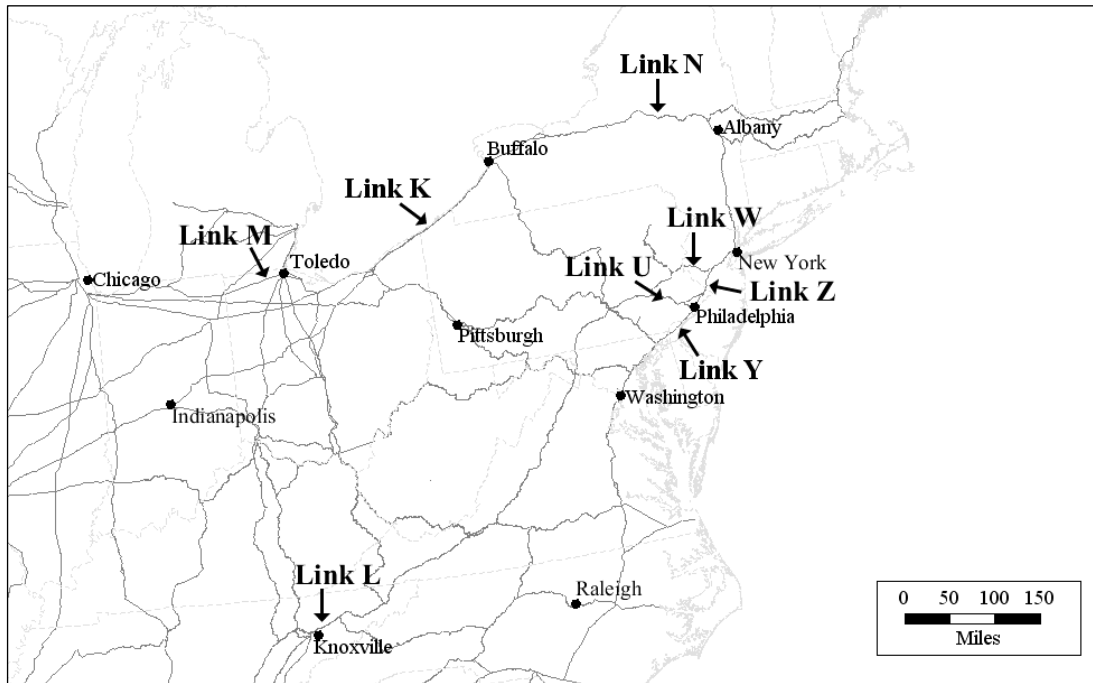 Link N
Albany
Buffalo
Link K
Link W
Link M
New York
Toledo
Link U
Chicago
Link Z
Philadelphia
Pittsburgh
Link Y
Washington
Indianapolis
Link L
Raleigh
Knoxville
0 50 100 150
Miles